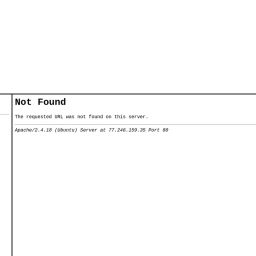 Not Found
The requested URL was not found on this server.
Apache/2.4.18 (Ubuntu) Server at 77.246.159.35 Port 80